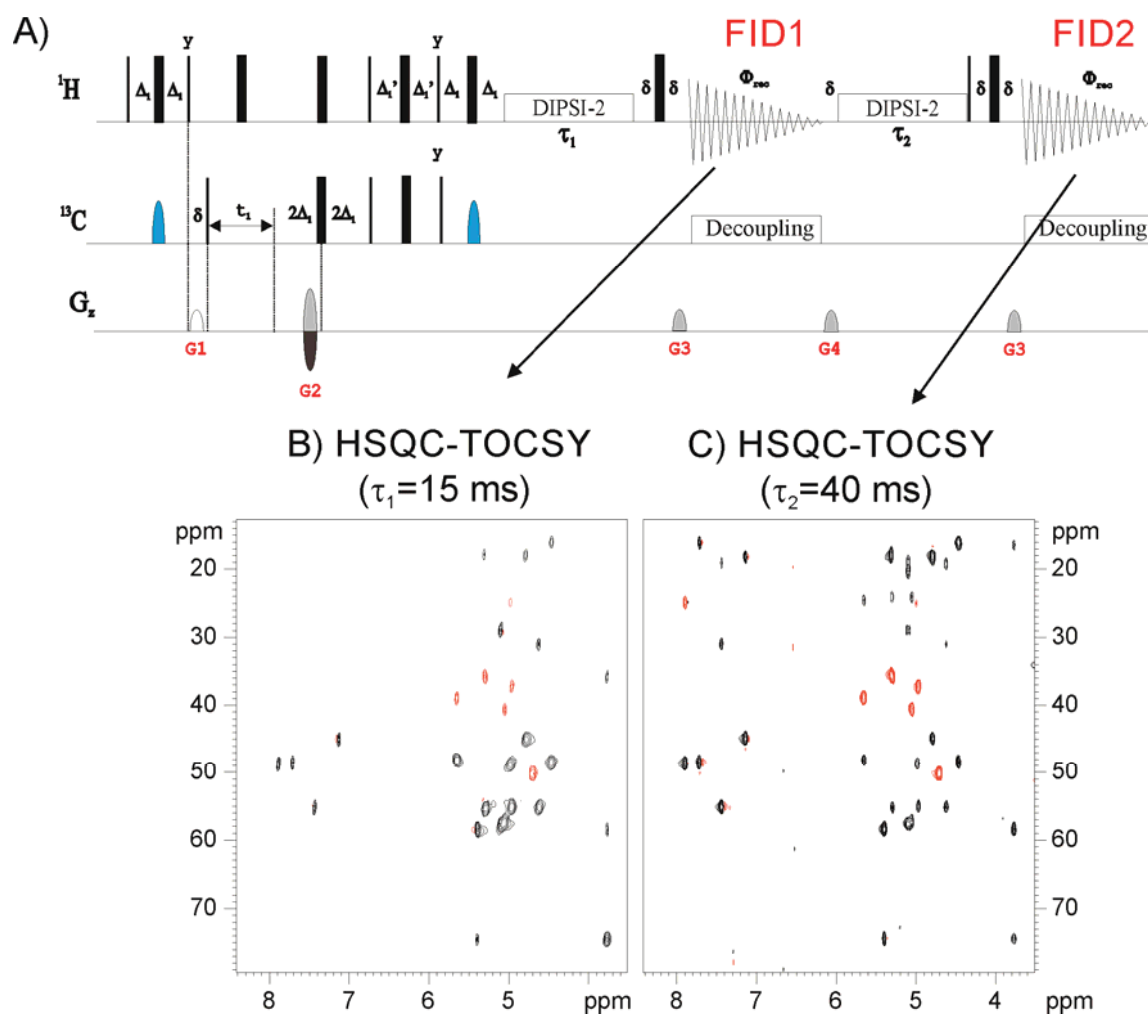 A)
FID1 FID2
y y
¹H Δ₁ Δ₁ Δ₁' Δ₁' Δ₁ Δ₁ DIPSI-2 δ δ Φrec δ DIPSI-2 δ δ Φrec
τ₁ τ₂
y
¹³C δ t₁ 2Δ₁ 2Δ₁ Decoupling Decoupling
Gz
G1 G2 G3 G4 G3
B) HSQC-TOCSY
(τ₁=15 ms)
C) HSQC-TOCSY
(τ₂=40 ms)
ppm ppm
20 20
30 30
40 40
50 50
60 60
70 70
8 7 6 5 ppm
8 7 6 5 4 ppm